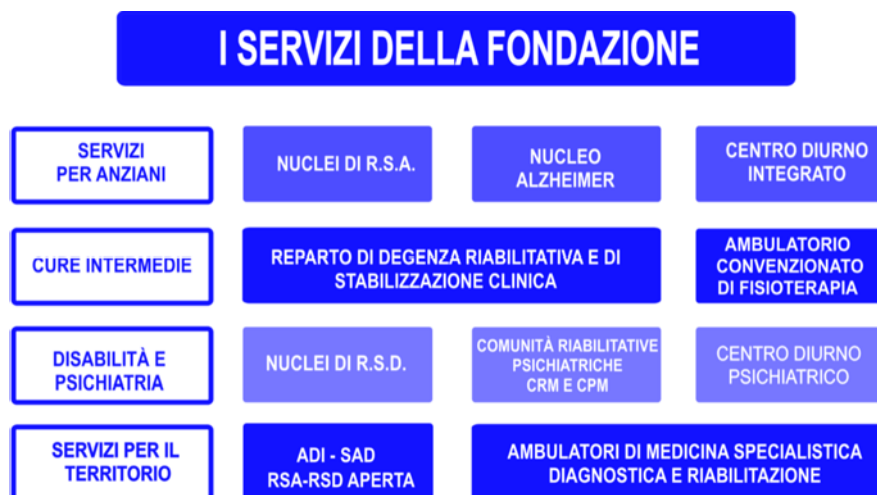 I SERVIZI DELLA FONDAZIONE
SERVIZI
PER ANZIANI
NUCLEI DI R.S.A.
NUCLEO
ALZHEIMER
CENTRO DIURNO
INTEGRATO
CURE INTERMEDIE
REPARTO DI DEGENZA RIABILITATIVA E DI
STABILIZZAZIONE CLINICA
AMBULATORIO
CONVENZIONATO
DI FISIOTERAPIA
DISABILITÀ E
PSICHIATRIA
NUCLEI DI R.S.D.
COMUNITÀ RIABILITATIVE
PSICHIATRICHE
CRM E CPM
CENTRO DIURNO
PSICHIATRICO
SERVIZI PER IL
TERRITORIO
ADI - SAD
RSA-RSD APERTA
AMBULATORI DI MEDICINA SPECIALISTICA
DIAGNOSTICA E RIABILITAZIONE